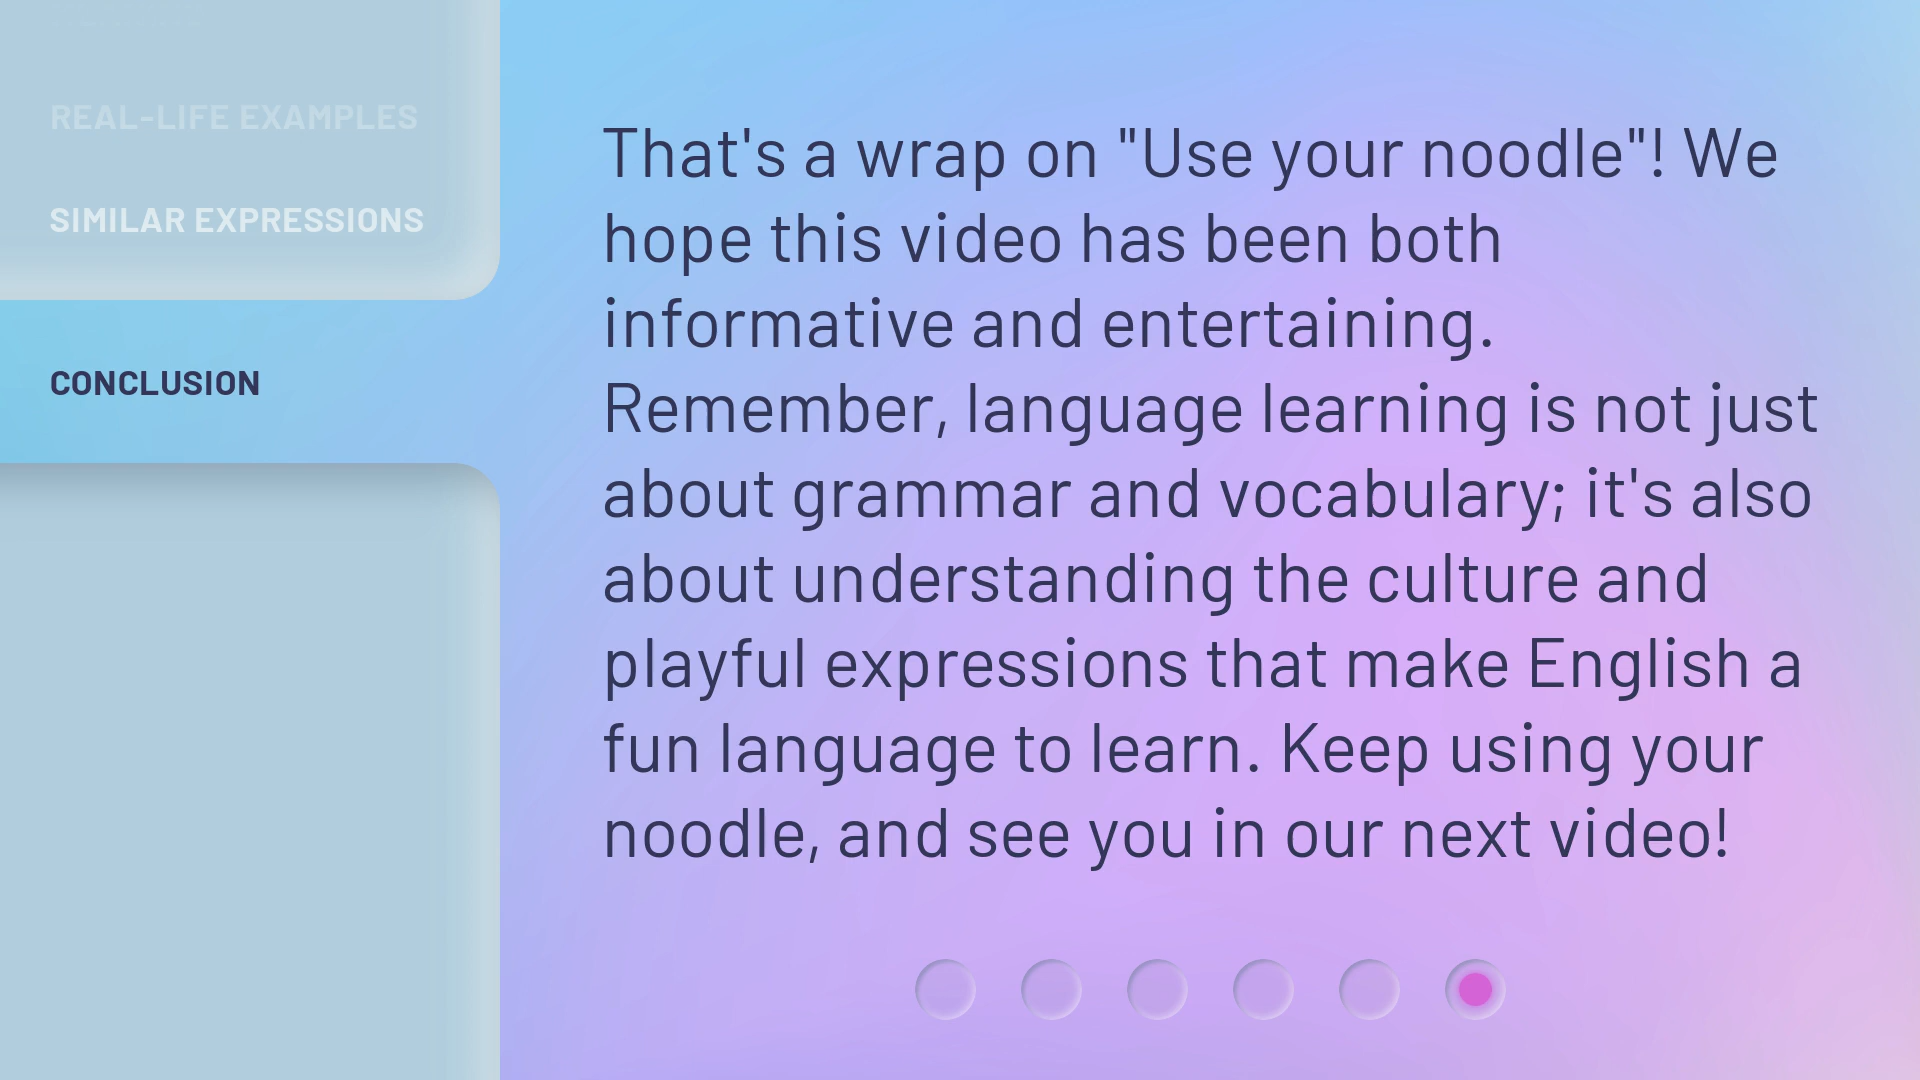 REAL-LIFE EXAMPLES
SIMILAR EXPRESSIONS
CONCLUSION
That's a wrap on "Use your noodle"! We
hope this video has been both
informative and entertaining.
Remember, language learning is not just
about grammar and vocabulary; it's also
about understanding the culture and
playful expressions that make English a
fun language to learn. Keep using your
noodle, and see you in our next video!